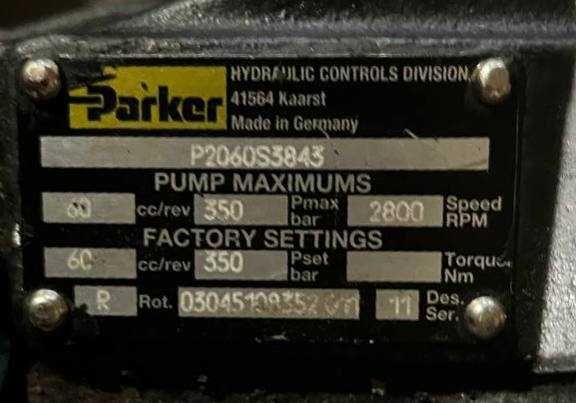 Parker
HYDRAULIC CONTROLS DIVISION
41564 Kaarst
Made in Germany
P2060S3843
PUMP MAXIMUMS
60 cc/rev 350 Pmax bar 2800 Speed RPM
FACTORY SETTINGS
60 cc/rev 350 Pset bar Torque Nm
R Rot. 11 Des. Ser.